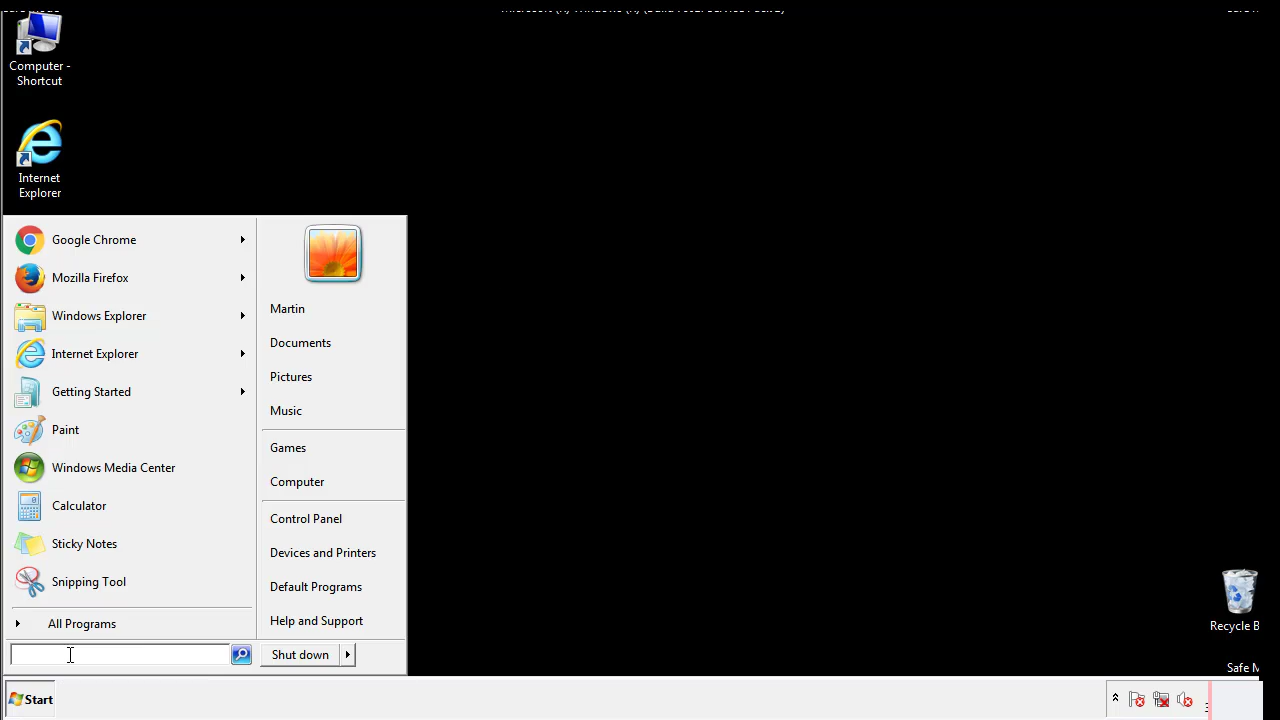 Computer -
Shortcut
Internet
Explorer
Google Chrome
Mozilla Firefox
Windows Explorer
Internet Explorer
Getting Started
Paint
Windows Media Center
Calculator
Sticky Notes
Snipping Tool
All Programs
Martin
Documents
Pictures
Music
Games
Computer
Control Panel
Devices and Printers
Default Programs
Help and Support
Shut down
Recycle B
Safe M
Start